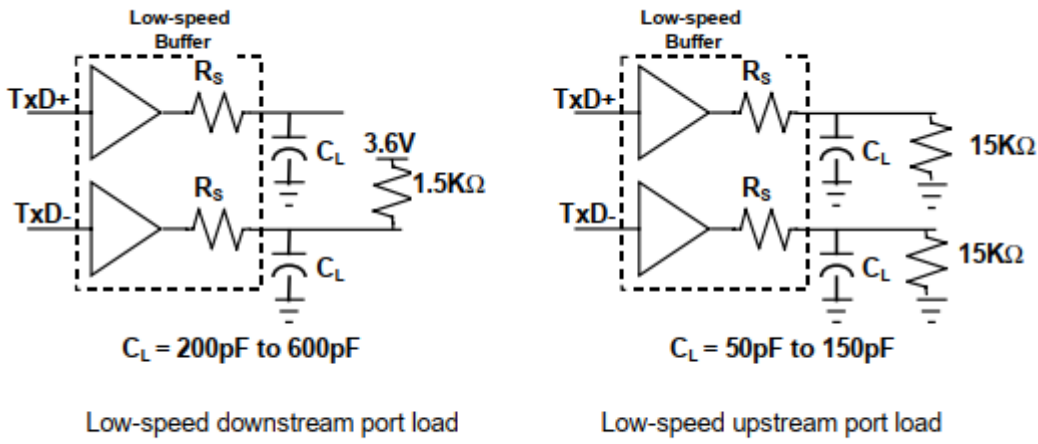 Low-speed
Buffer
TxD+
RS
CL
3.6V
1.5KΩ
TxD-
RS
CL
CL = 200pF to 600pF
Low-speed downstream port load
Low-speed
Buffer
TxD+
RS
CL
15KΩ
TxD-
RS
CL
15KΩ
CL = 50pF to 150pF
Low-speed upstream port load